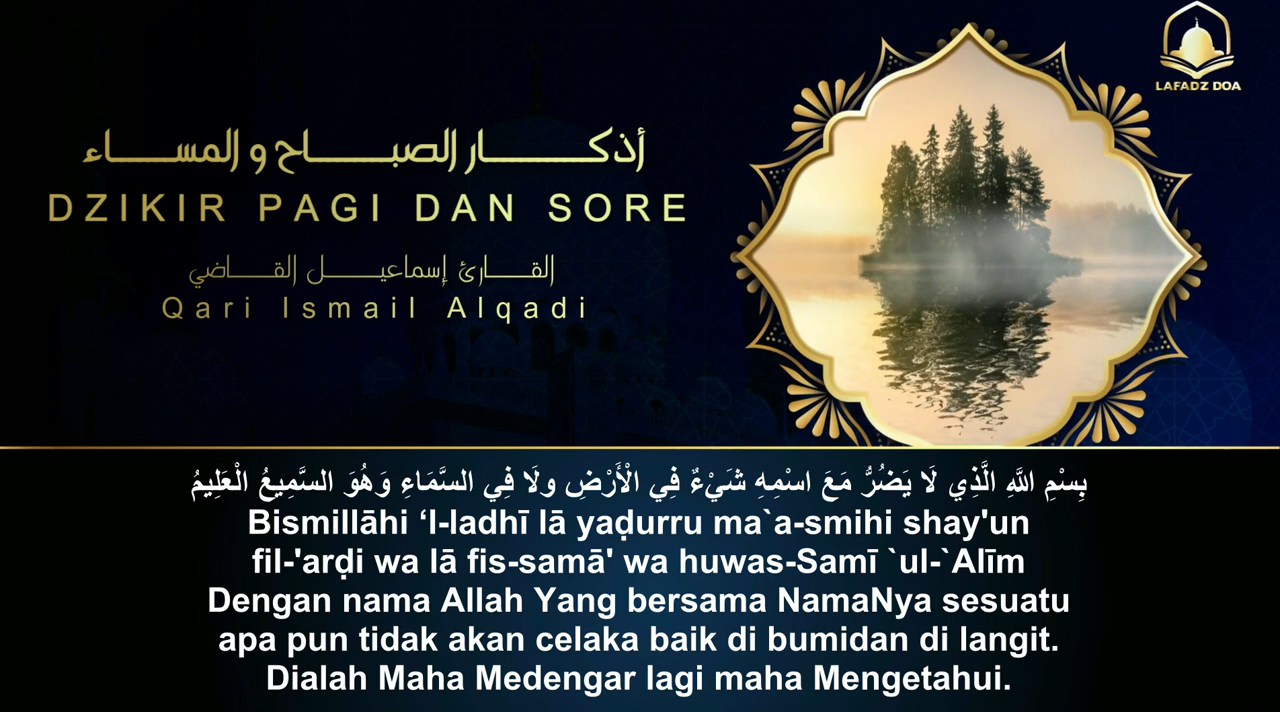 LAFADZ DOA
أذكار الصباح و المساء
DZIKIR PAGI DAN SORE
القارئ إسماعيل القاضي
Qari Ismail Alqadi
بِسْمِ اللَّهِ الَّذِي لَا يَضُرُّ مَعَ اسْمِهِ شَيْءٌ فِي الْأَرْضِ ولَا فِي السَّمَاءِ وَهُوَ السَّمِيعُ الْعَلِيمُ
Bismillāhi ‘l-ladhī lā yaḍurru ma`a-smihi shay'un
fil-'arḍi wa lā fis-samā' wa huwas-Samī `ul-`Alīm
Dengan nama Allah Yang bersama NamaNya sesuatu
apa pun tidak akan celaka baik di bumidan di langit.
Dialah Maha Medengar lagi maha Mengetahui.